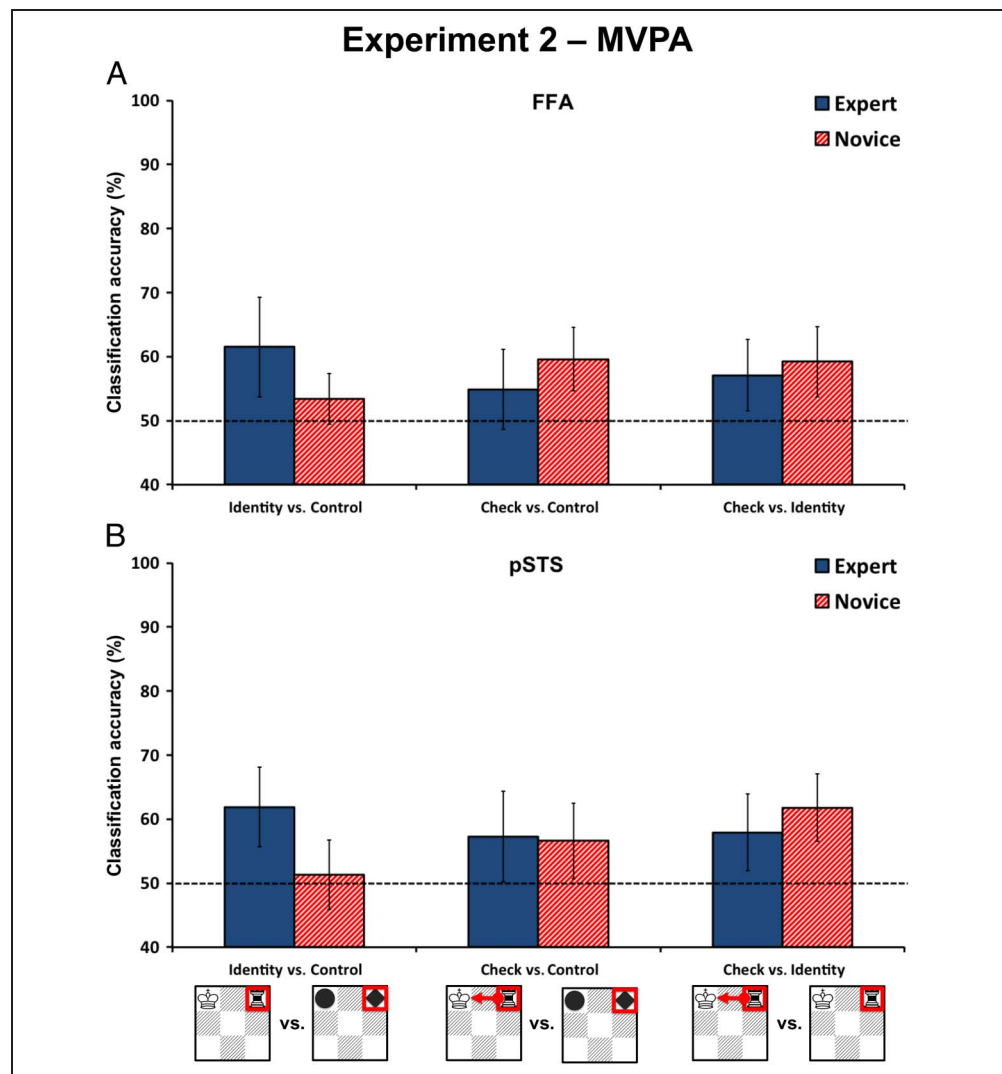 Experiment 2 – MVPA
A
FFA
Expert
Novice
Classification accuracy (%)
100
90
80
70
60
50
40
Identity vs. Control
Check vs. Control
Check vs. Identity
B
pSTS
Expert
Novice
Classification accuracy (%)
100
90
80
70
60
50
40
Identity vs. Control
Check vs. Control
Check vs. Identity
vs.
vs.
vs.